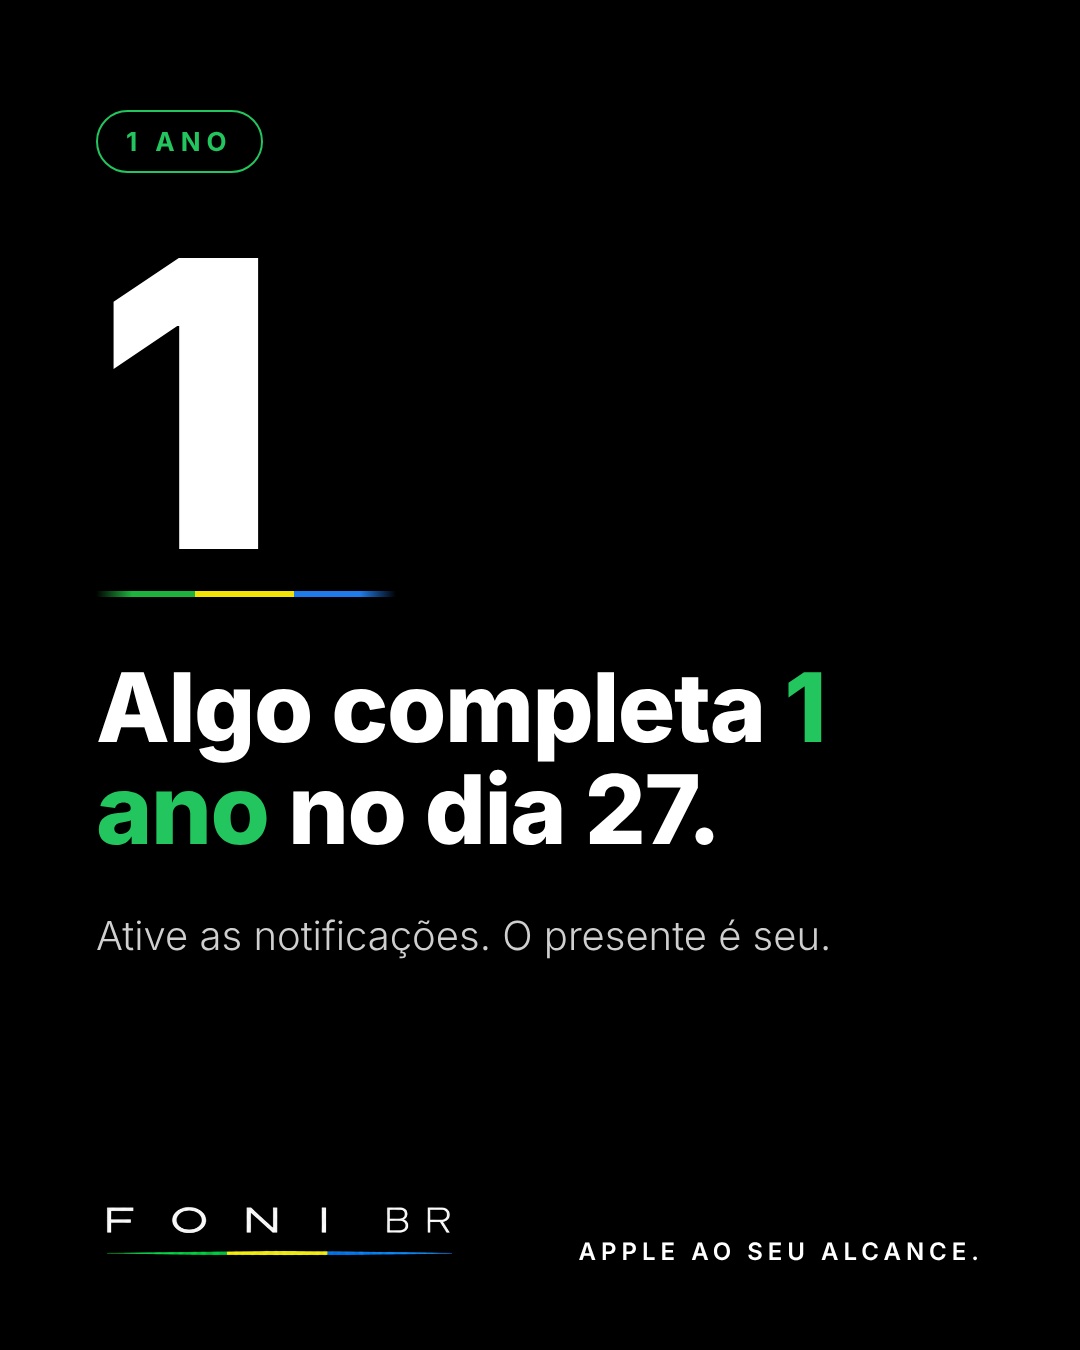 1 ANO
1
Algo completa 1
ano no dia 27.
Ative as notificações. O presente é seu.
FONI BR
APPLE AO SEU ALCANCE.